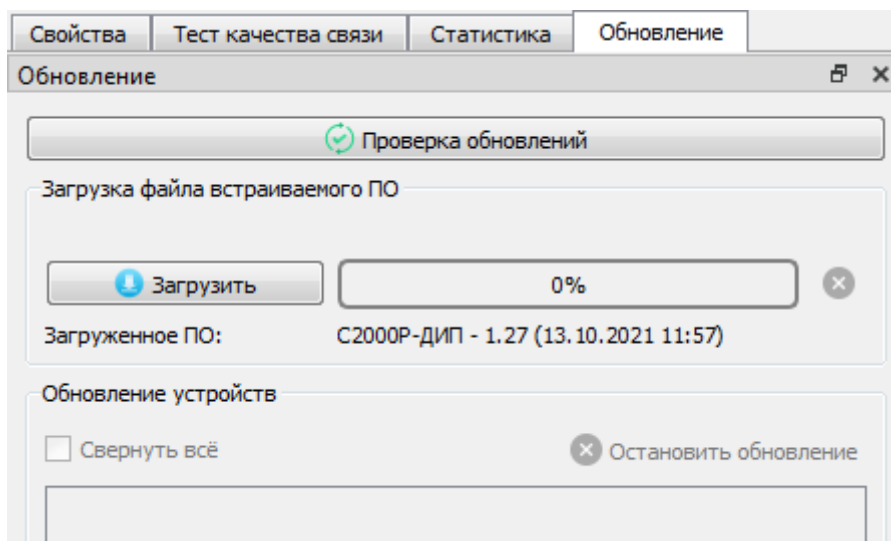 Свойства Тест качества связи Статистика Обновление
Обновление
Проверка обновлений
Загрузка файла встраиваемого ПО
Загрузить 0%
Загруженное ПО: С2000Р-ДИП - 1.27 (13.10.2021 11:57)
Обновление устройств
Свернуть всё Остановить обновление